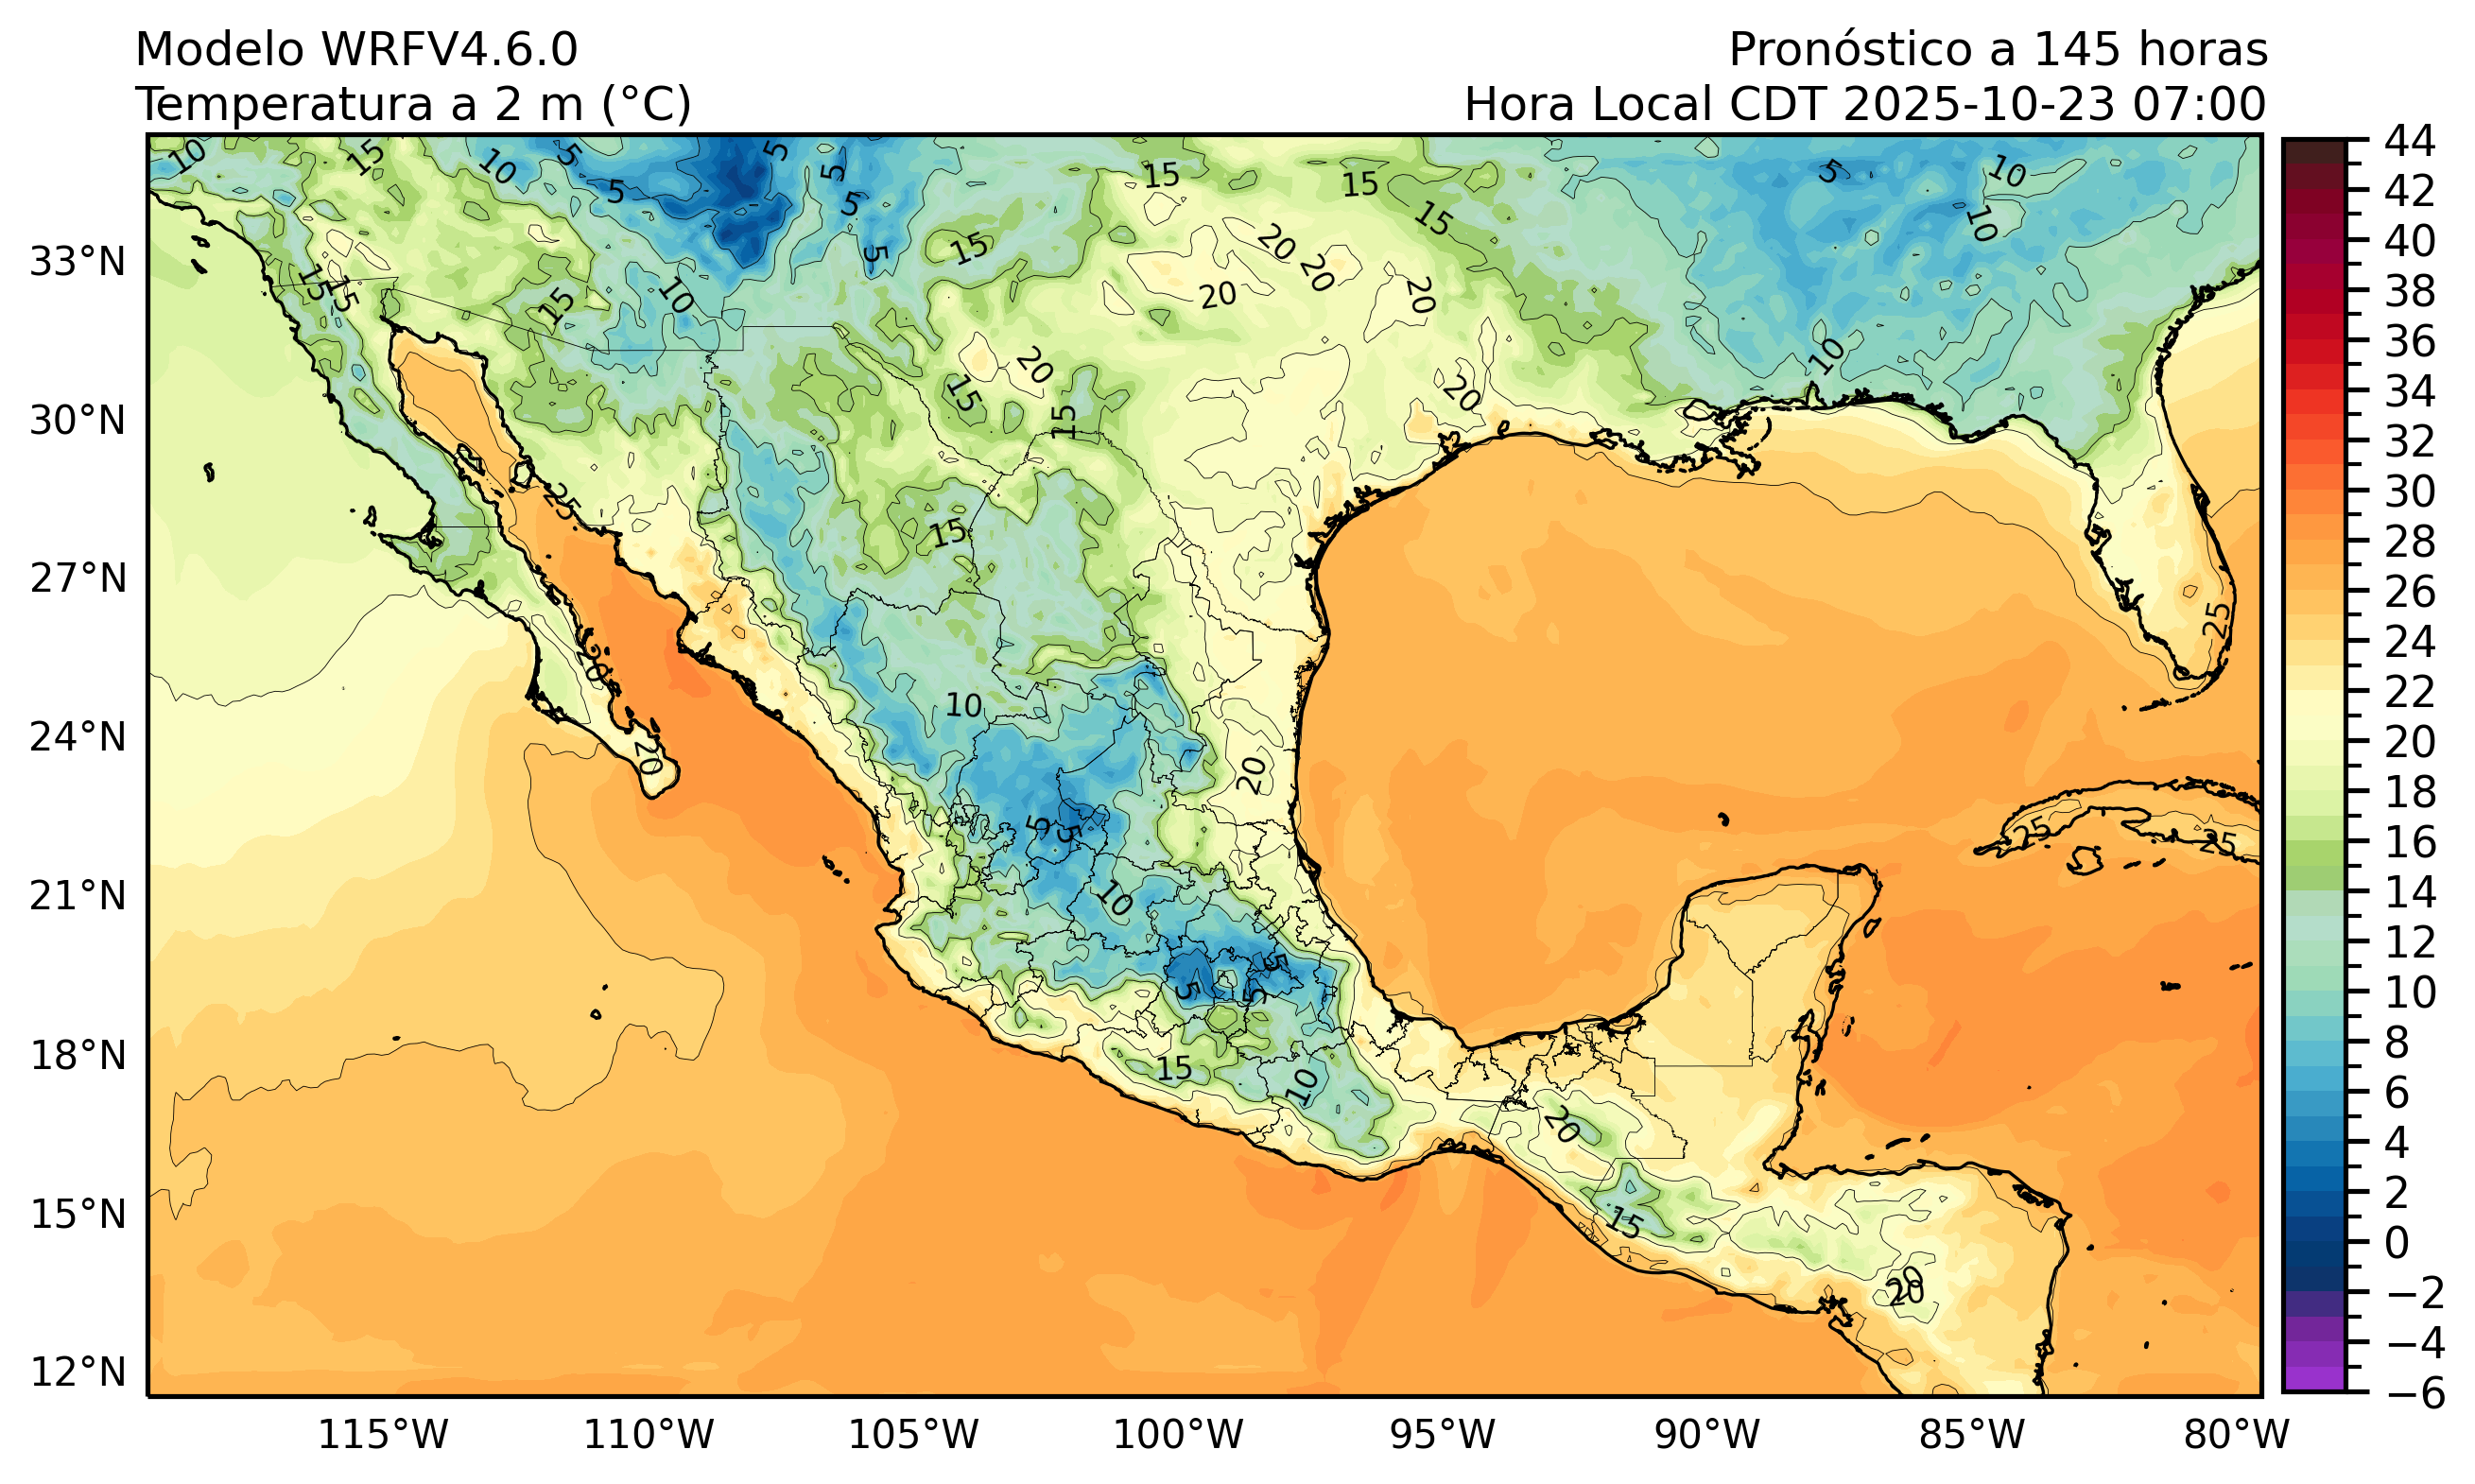 Modelo WRFV4.6.0
Pronóstico a 145 horas
Temperatura a 2 m (°C)
Hora Local CDT 2025-10-23 07:00
10 15 10 5 5 5 5 15 15 5 10
5 5 15 10
33°N
15 20 20
15 15 15 10 5 20 20
20
15 10
30°N
20 15 15 20 10
25 15
27°N
20 25
24°N
10
20 20
5 5 25 25
21°N
10
5 5 5
18°N
15 10 20
15°N
15
20 20
12°N
115°W 110°W 105°W 100°W 95°W 90°W 85°W 80°W
44
42
40
38
36
34
32
30
28
26
24
22
20
18
16
14
12
10
8
6
4
2
0
−2
−4
−6